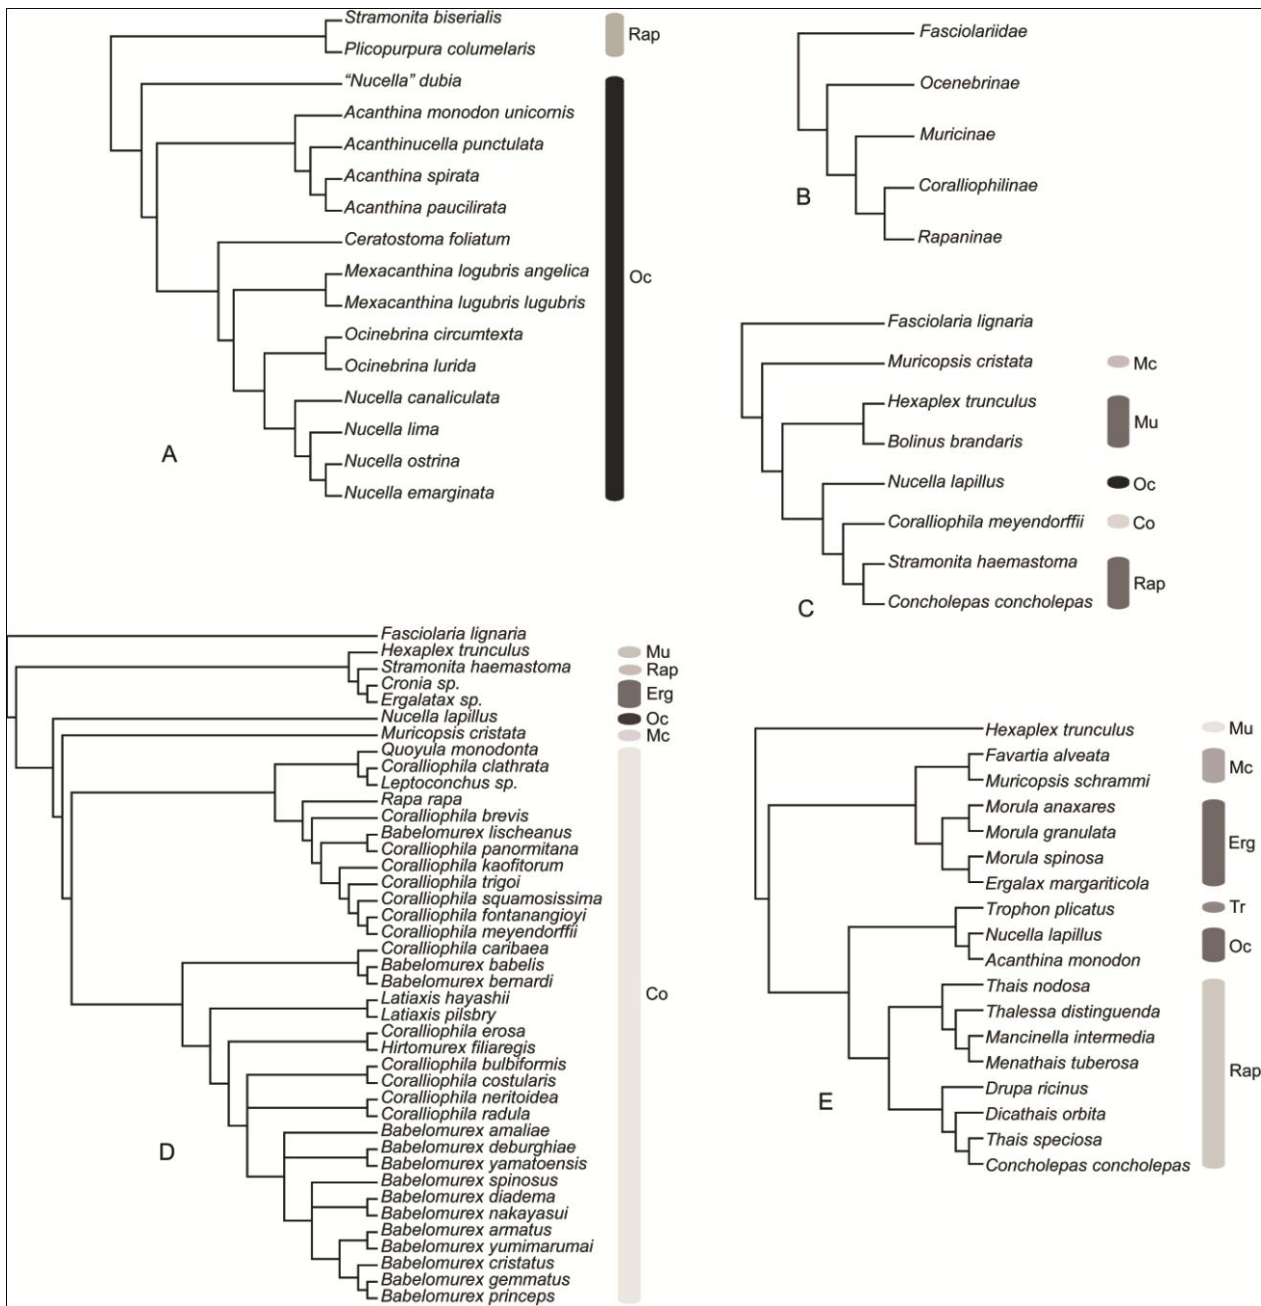 Stramonita biserialis
Plicopurpura columelaris
Rap
“Nucella” dubia
Acanthina monodon unicornis
Acanthinucella punctulata
Acanthina spirata
Acanthina paucilirata
Ceratostoma foliatum
Mexacanthina logubris angelica
Mexacanthina lugubris lugubris
Ocinebrina circumtexta
Ocinebrina lurida
Nucella canaliculata
Nucella lima
Nucella ostrina
Nucella emarginata
Oc
A
Fasciolariidae
Ocenebrinae
Muricinae
Coralliophilinae
Rapaninae
B
Fasciolaria lignaria
Muricopsis cristata
Mc
Hexaplex trunculus
Bolinus brandaris
Mu
Nucella lapillus
Oc
Coralliophila meyendorffii
Co
Stramonita haemastoma
Concholepas concholepas
Rap
C
Fasciolaria lignaria
Hexaplex trunculus
Mu
Stramonita haemastoma
Rap
Cronia sp.
Ergalatax sp.
Erg
Nucella lapillus
Oc
Muricopsis cristata
Mc
Quoyula monodonta
Coralliophila clathrata
Leptoconchus sp.
Rapa rapa
Coralliophila brevis
Babelomurex lischeanus
Coralliophila panormitana
Coralliophila kaofitorum
Coralliophila trigoi
Coralliophila squamosissima
Coralliophila fontanangioyi
Coralliophila meyendorffii
Coralliophila caribaea
Babelomurex babelis
Babelomurex bernardi
Latiaxis hayashii
Latiaxis pilsbry
Coralliophila erosa
Hirtomurex filiaregis
Coralliophila bulbiformis
Coralliophila costularis
Coralliophila neritoidea
Coralliophila radula
Babelomurex amaliae
Babelomurex deburghiae
Babelomurex yamatoensis
Babelomurex spinosus
Babelomurex diadema
Babelomurex nakayasui
Babelomurex armatus
Babelomurex yumimarumai
Babelomurex cristatus
Babelomurex gemmatus
Babelomurex princeps
Co
D
Hexaplex trunculus
Mu
Favartia alveata
Muricopsis schrammi
Mc
Morula anaxares
Morula granulata
Morula spinosa
Ergalax margariticola
Erg
Trophon plicatus
Tr
Nucella lapillus
Acanthina monodon
Oc
Thais nodosa
Thalessa distinguenda
Mancinella intermedia
Menathais tuberosa
Drupa ricinus
Dicathais orbita
Thais speciosa
Concholepas concholepas
Rap
E